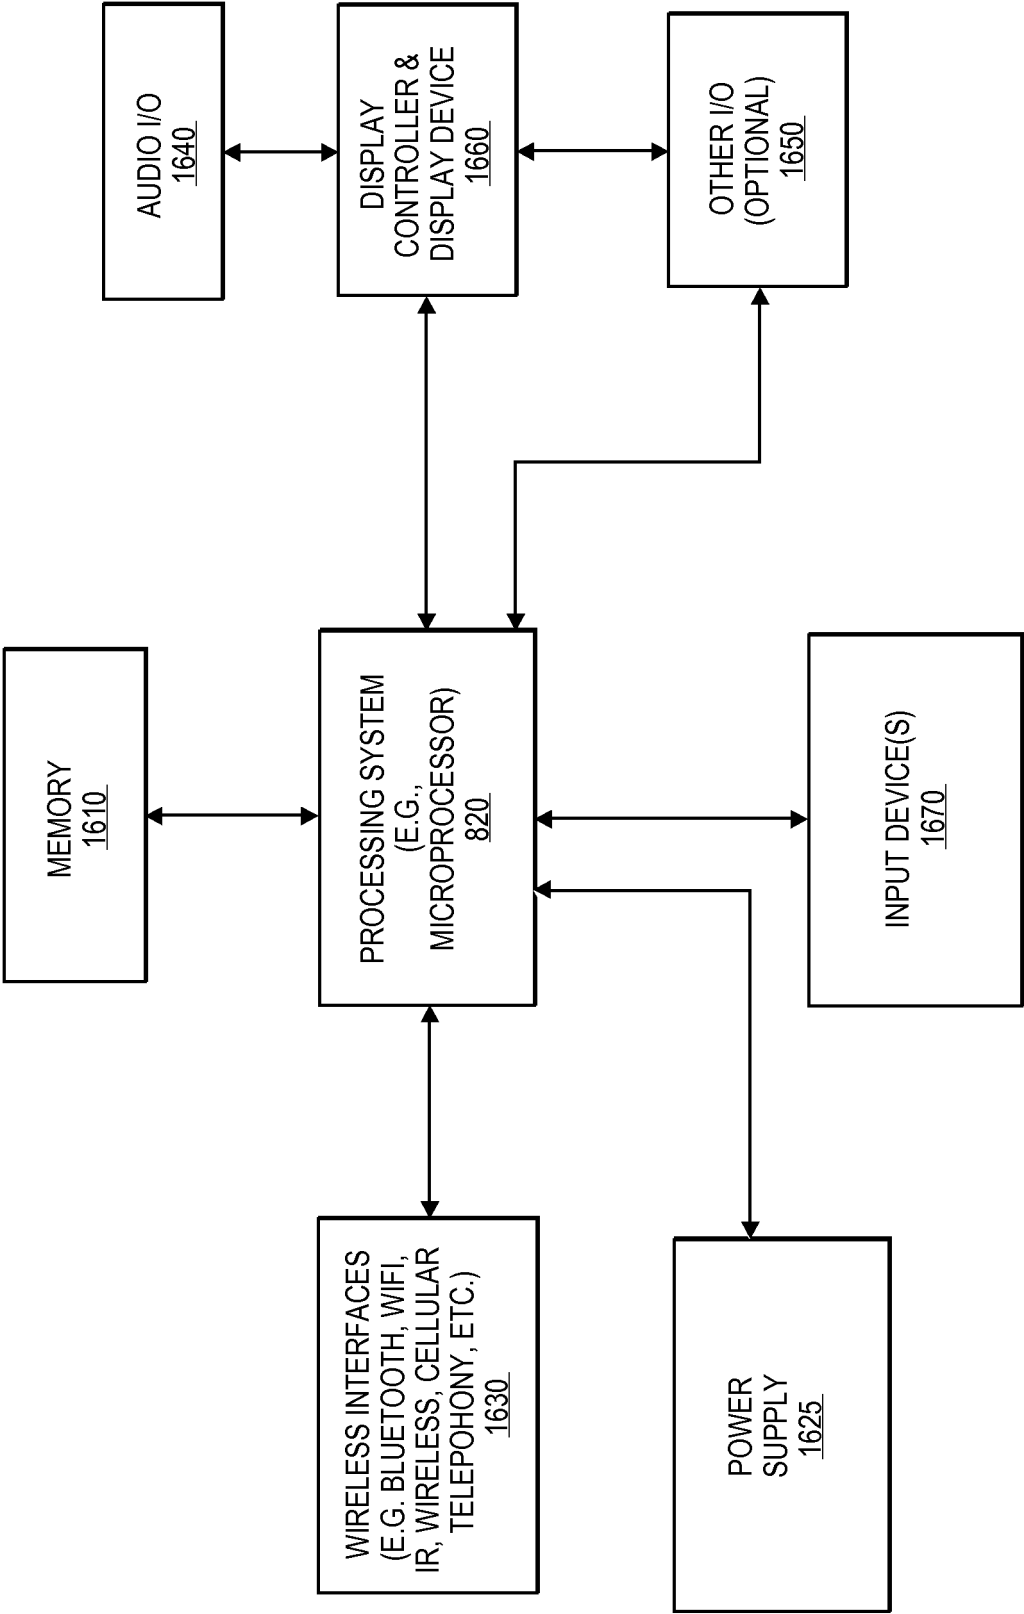 MEMORY
1610
AUDIO I/O
1640
WIRELESS INTERFACES
(E.G. BLUETOOTH, WIFI,
IR, WIRELESS, CELLULAR
TELEPOHONY, ETC.)
1630
PROCESSING SYSTEM
(E.G.,
MICROPROCESSOR)
820
DISPLAY
CONTROLLER &
DISPLAY DEVICE
1660
POWER
SUPPLY
1625
INPUT DEVICE(S)
1670
OTHER I/O
(OPTIONAL)
1650